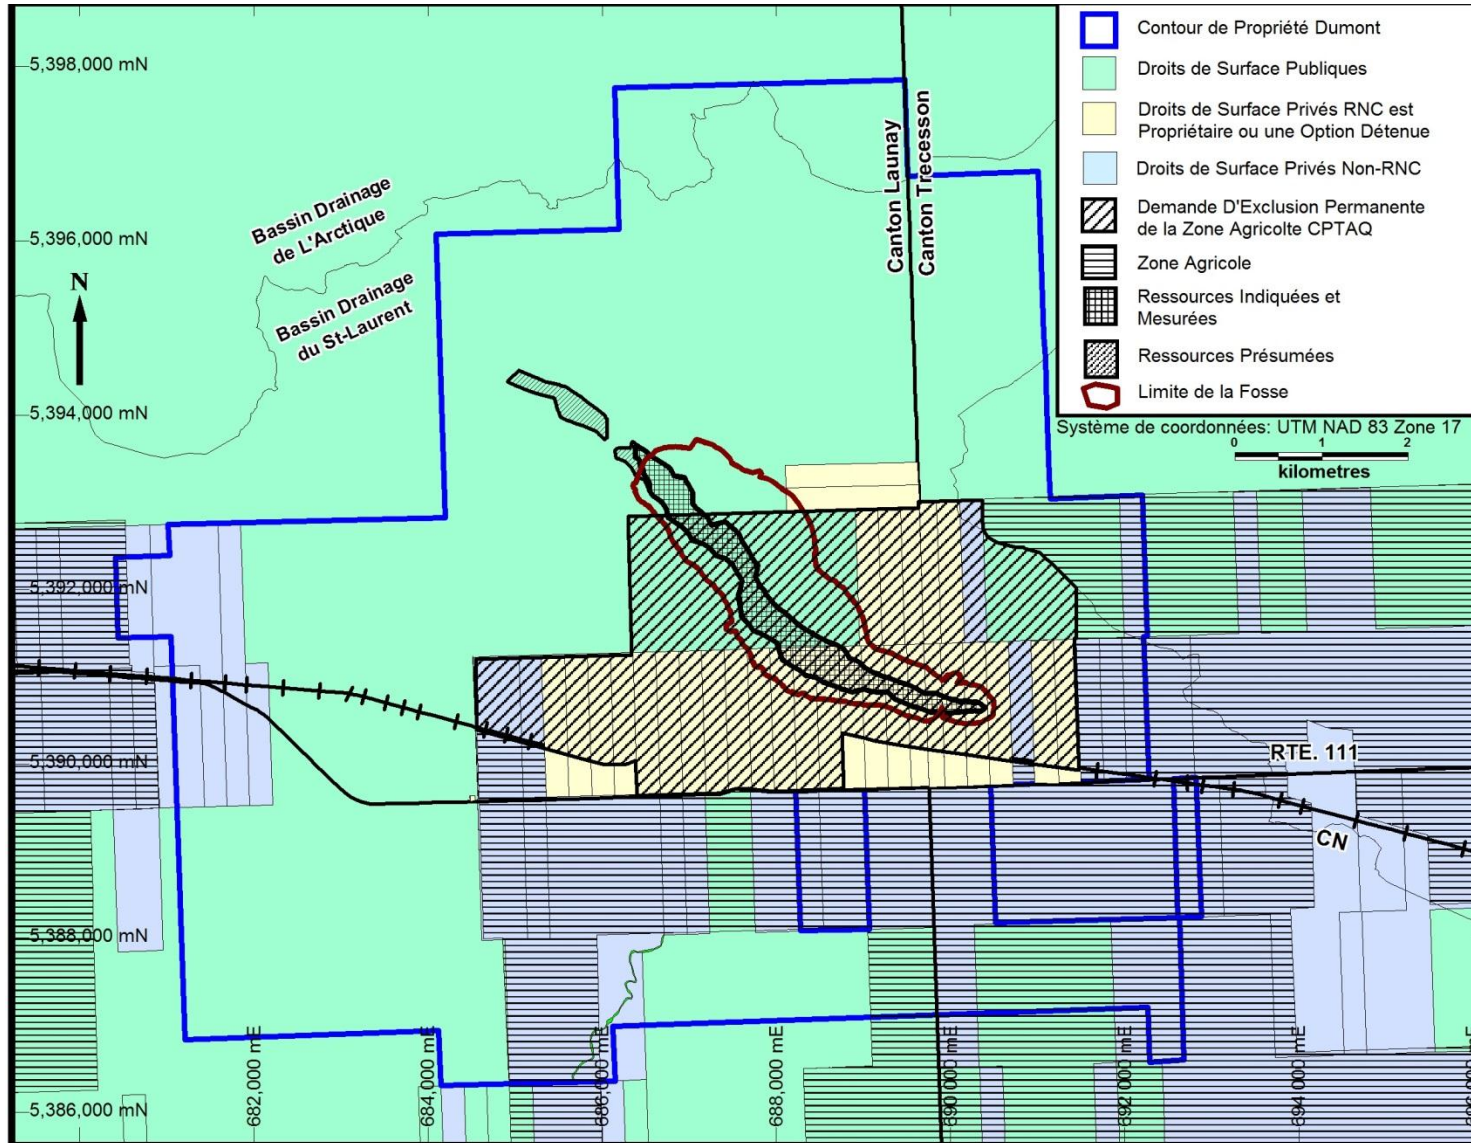 Contour de Propriété Dumont
Droits de Surface Publiques
Droits de Surface Privés RNC est
Propriétaire ou une Option Détenue
Droits de Surface Privés Non-RNC
Demande D'Exclusion Permanente
de la Zone Agricolte CPTAQ
Zone Agricole
Ressources Indiquées et
Mesurées
Ressources Présumées
Limite de la Fosse
Système de coordonnées: UTM NAD 83 Zone 17
0 1 2
kilometres
5,398,000 mN
5,396,000 mN
5,394,000 mN
5,392,000 mN
5,390,000 mN
5,388,000 mN
5,386,000 mN
N
Bassin Drainage
de L'Arctique
Bassin Drainage
du St-Laurent
Canton Launay
Canton Trecesson
RTE. 111
CN
682,000 mE
684,000 mE
686,000 mE
688,000 mE
690,000 mE
692,000 mE
694,000 mE